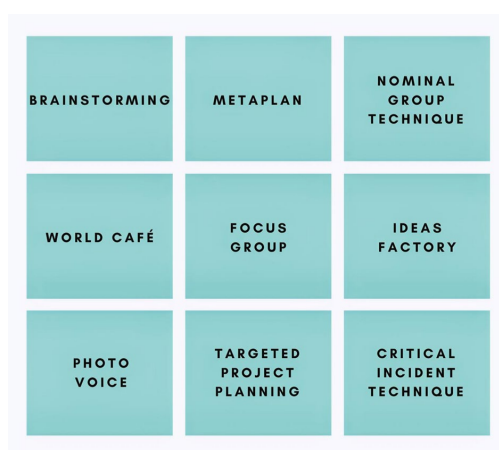 BRAINSTORMING
METAPLAN
NOMINAL
GROUP
TECHNIQUE
WORLD CAFÉ
FOCUS
GROUP
IDEAS
FACTORY
PHOTO
VOICE
TARGETED
PROJECT
PLANNING
CRITICAL
INCIDENT
TECHNIQUE